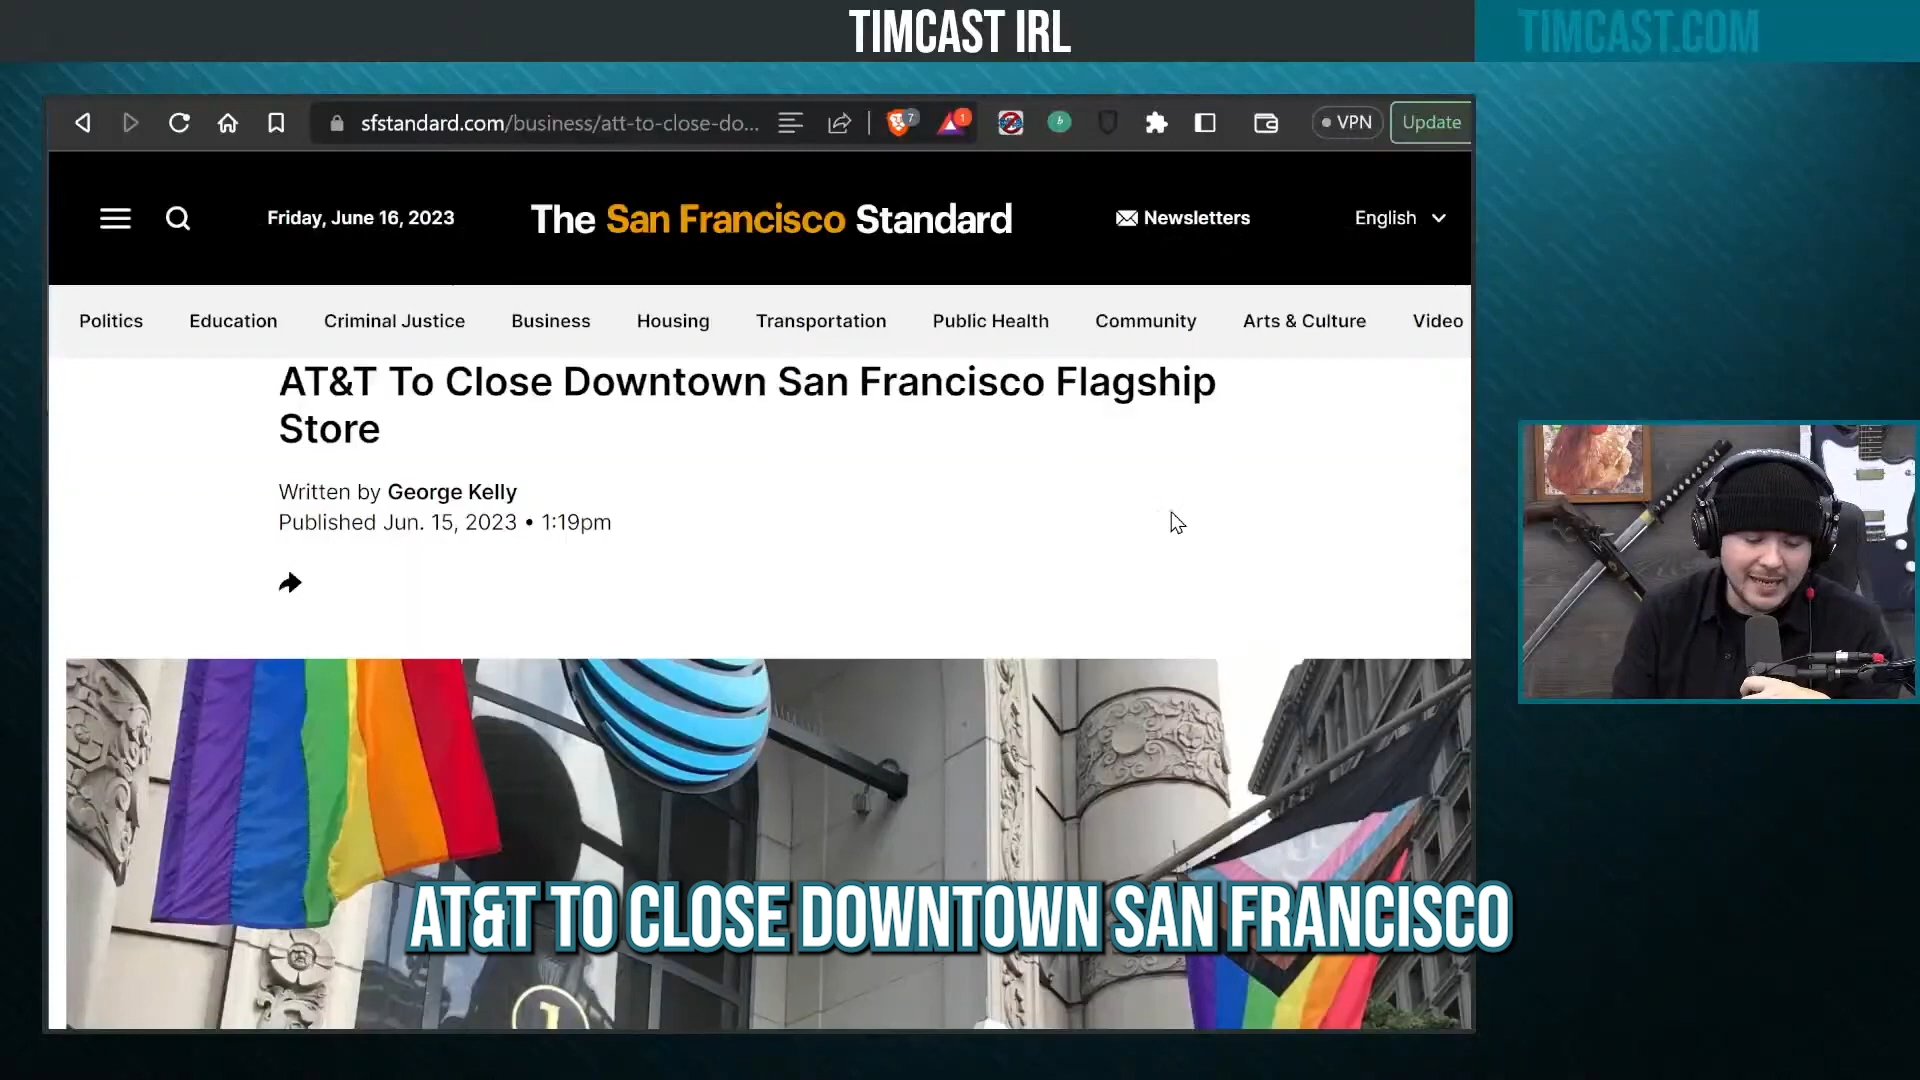 TIMCAST IRL
TIMCAST.COM
sfstandard.com/business/att-to-close-do...
7
1
b
VPN
Update
Friday, June 16, 2023
The San Francisco Standard
Newsletters
English
Politics
Education
Criminal Justice
Business
Housing
Transportation
Public Health
Community
Arts & Culture
Video
AT&T To Close Downtown San Francisco Flagship
Store
Written by George Kelly
Published Jun. 15, 2023 • 1:19pm
AT&T TO CLOSE DOWNTOWN SAN FRANCISCO